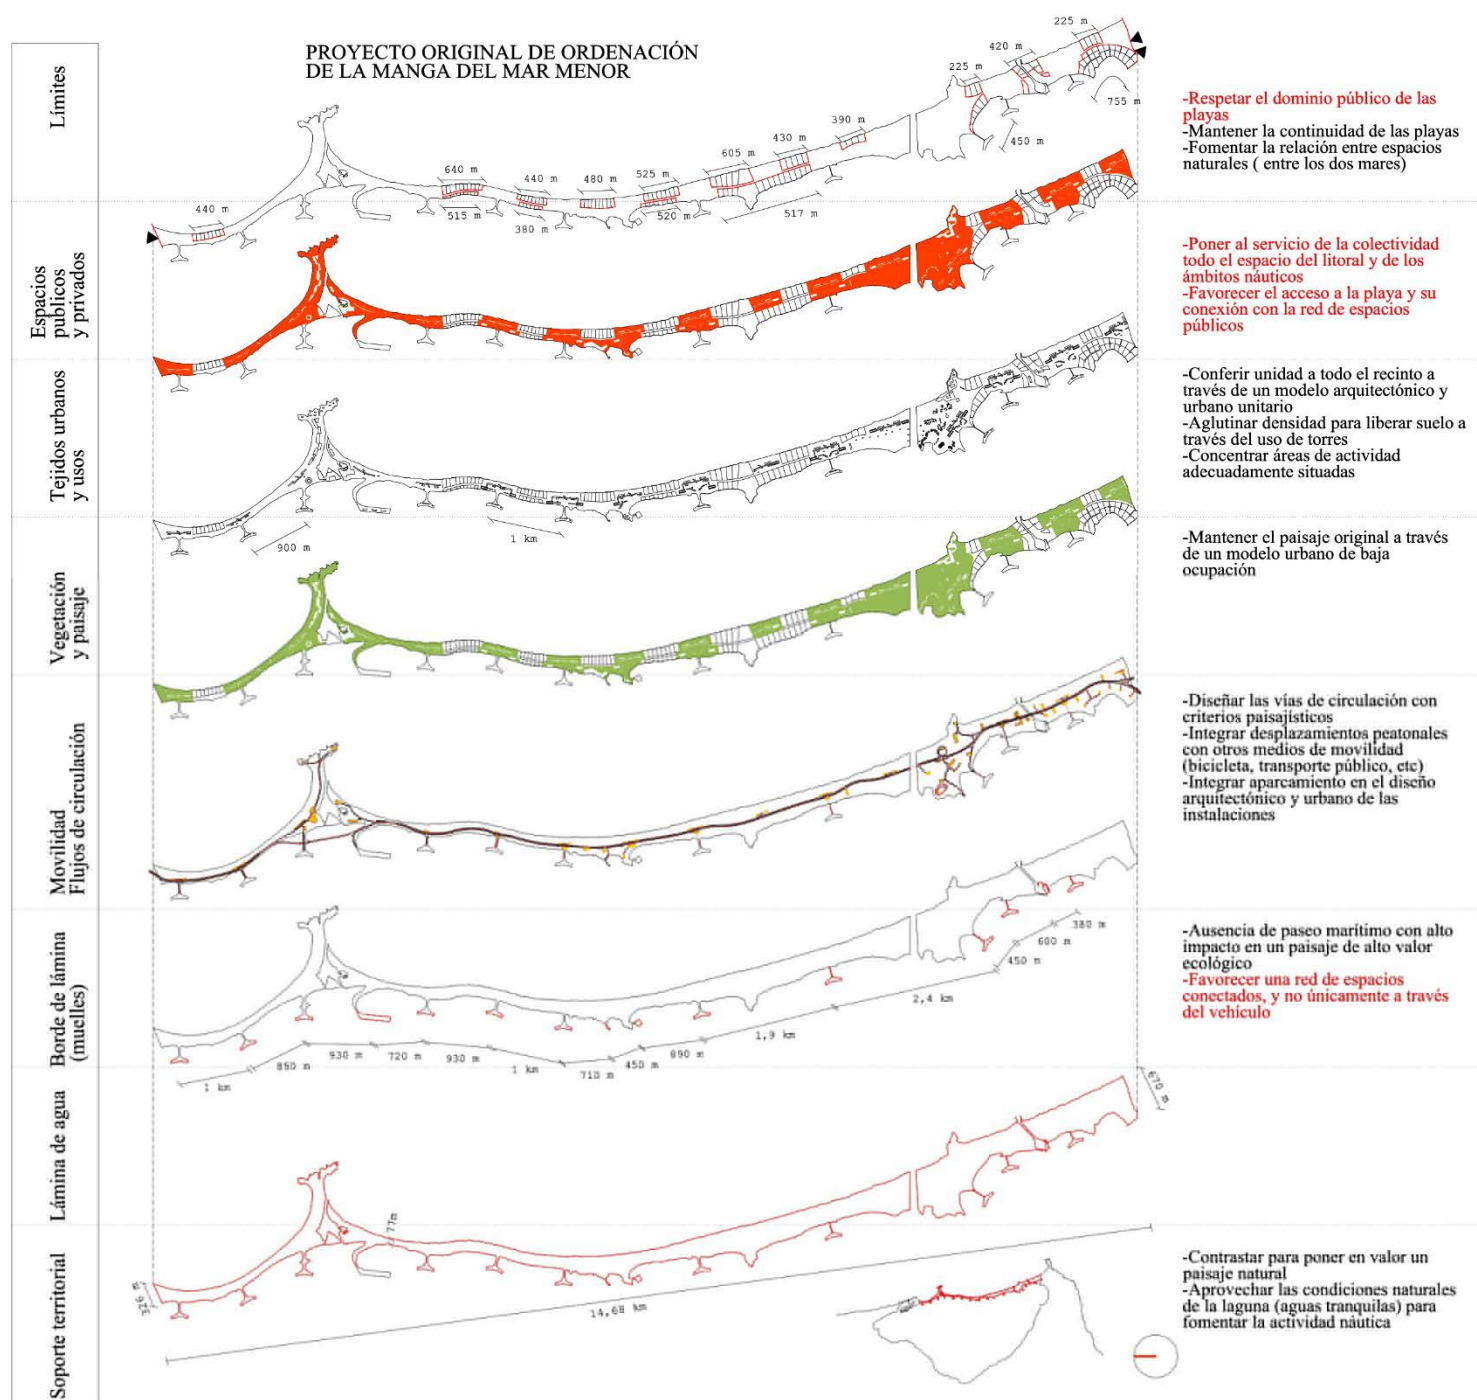 PROYECTO ORIGINAL DE ORDENACIÓN
DE LA MANGA DEL MAR MENOR
Límites
440 m
640 m
515 m
440 m
380 m
480 m
525 m
520 m
605 m
430 m
517 m
390 m
225 m
420 m
225 m
450 m
755 m
-Respetar el dominio público de las
playas
-Mantener la continuidad de las playas
-Fomentar la relación entre espacios
naturales ( entre los dos mares)
Espacios
públicos
y privados
-Poner al servicio de la colectividad
todo el espacio del litoral y de los
ámbitos náuticos
-Favorecer el acceso a la playa y su
conexión con la red de espacios
públicos
Tejidos urbanos
y usos
900 m
1 km
-Conferir unidad a todo el recinto a
través de un modelo arquitectónico y
urbano unitario
-Aglutinar densidad para liberar suelo a
través del uso de torres
-Concentrar áreas de actividad
adecuadamente situadas
Vegetación
y paisaje
-Mantener el paisaje original a través
de un modelo urbano de baja
ocupación
Movilidad
Flujos de circulación
-Diseñar las vías de circulación con
criterios paisajísticos
-Integrar desplazamientos peatonales
con otros medios de movilidad
(bicicleta, transporte público, etc)
-Integrar aparcamiento en el diseño
arquitectónico y urbano de las
instalaciones
Borde de lámina
(muelles)
1 km
850 m
930 m
720 m
930 m
1 km
710 m
450 m
890 m
1,9 km
2,4 km
450 m
600 m
380 m
-Ausencia de paseo marítimo con alto
impacto en un paisaje de alto valor
ecológico
-Favorecer una red de espacios
conectados, y no únicamente a través
del vehículo
Lámina de agua
670 m
77m
326 m
14,68 km
Soporte territorial
-Contrastar para poner en valor un
paisaje natural
-Aprovechar las condiciones naturales
de la laguna (aguas tranquilas) para
fomentar la actividad náutica